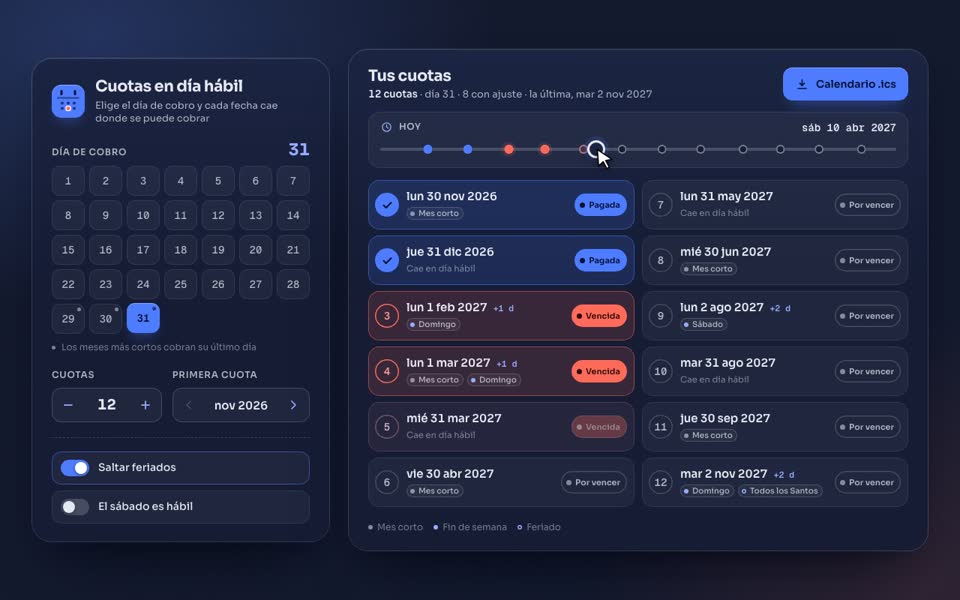 Cuotas en día hábil
Elige el día de cobro y cada fecha cae
donde se puede cobrar
DÍA DE COBRO 31
1 2 3 4 5 6 7
8 9 10 11 12 13 14
15 16 17 18 19 20 21
22 23 24 25 26 27 28
29 30 31
Los meses más cortos cobran su último día
CUOTAS PRIMERA CUOTA
− 12 + < nov 2026 >
Saltar feriados
El sábado es hábil
Tus cuotas
12 cuotas · día 31 · 8 con ajuste · la última, mar 2 nov 2027
Calendario .ics
HOY sáb 10 abr 2027
lun 30 nov 2026
Mes corto
Pagada
jue 31 dic 2026
Cae en día hábil
Pagada
3 lun 1 feb 2027 +1 d
Domingo
Vencida
4 lun 1 mar 2027 +1 d
Mes corto Domingo
Vencida
5 mié 31 mar 2027
Cae en día hábil
Vencida
6 vie 30 abr 2027
Mes corto
Por vencer
7 lun 31 may 2027
Cae en día hábil
Por vencer
8 mié 30 jun 2027
Mes corto
Por vencer
9 lun 2 ago 2027 +2 d
Sábado
Por vencer
10 mar 31 ago 2027
Cae en día hábil
Por vencer
11 jue 30 sep 2027
Mes corto
Por vencer
12 mar 2 nov 2027 +2 d
Domingo Todos los Santos
Por vencer
Mes corto Fin de semana Feriado